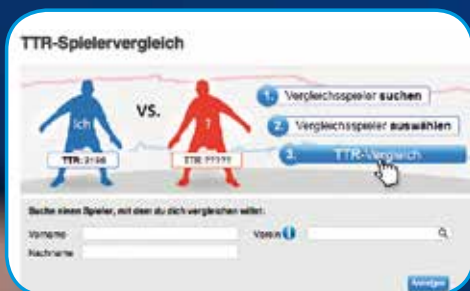 TTR-Spielervergleich
Ich
VS.
?
TTR:
TTR: ?????
1. Vergleichsspieler suchen
2. Vergleichsspieler auswählen
3. TTR-Vergleich
Suche einen Spieler, mit dem du dich vergleichen willst:
Vorname
Verein i
Nachname
Anzeigen